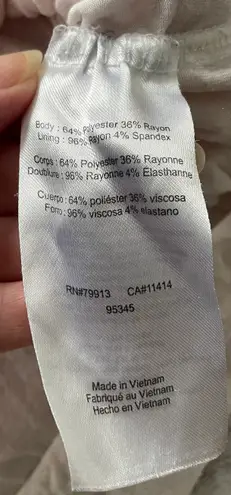 Body : 64% Polyester 36% Rayon
Lining : 96% Rayon 4% Spandex
Corps : 64% Polyester 36% Rayonne
Doublure : 96% Rayonne 4% Elasthanne
Cuerpo : 64% poliéster 36% viscosa
Forro : 96% viscosa 4% elastano
RN#79913 CA#11414
95345
Made in Vietnam
Fabriqué au Vietnam
Hecho en Vietnam